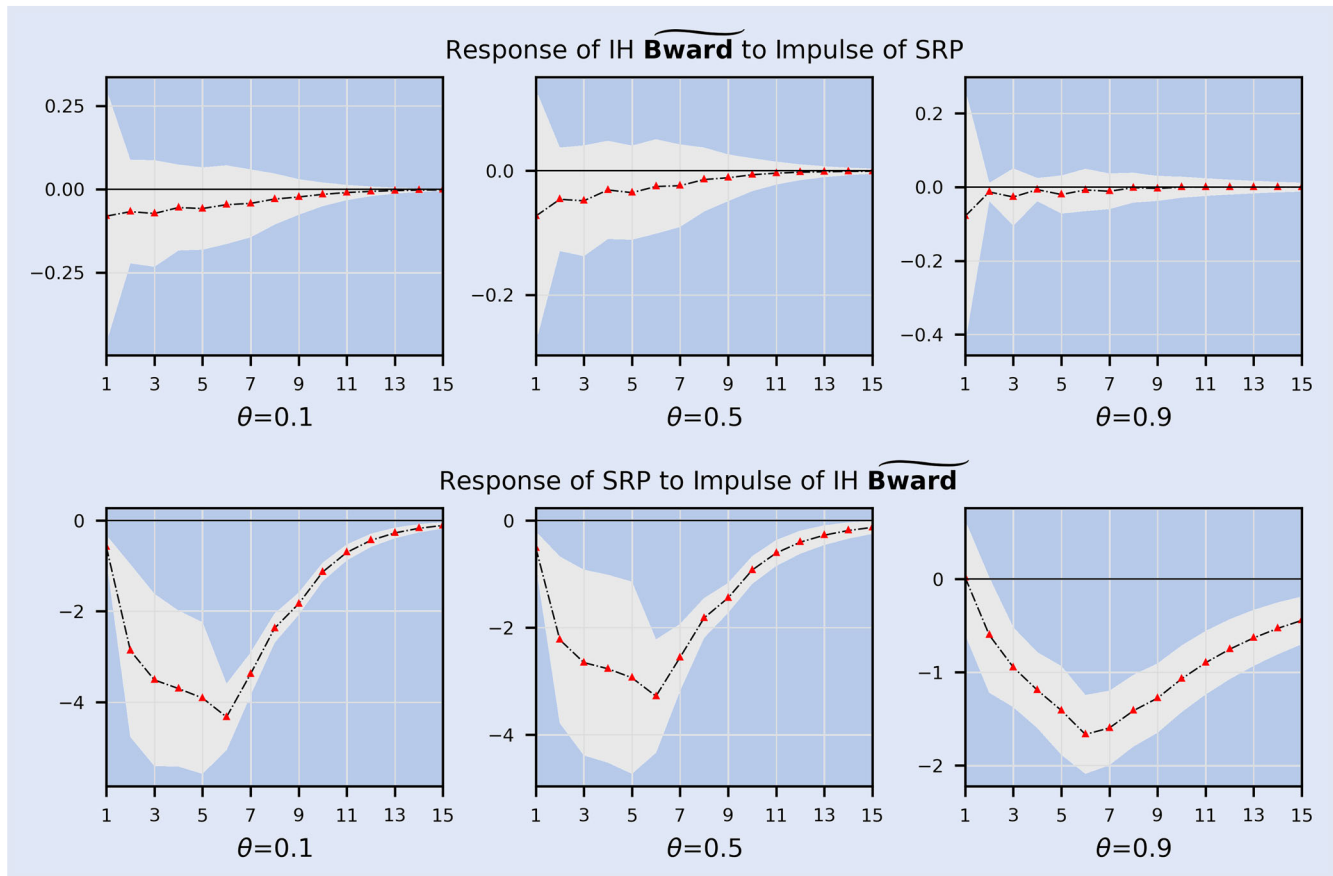 Response of IH Bward to Impulse of SRP
0.25
0.00
−0.25
1 3 5 7 9 11 13 15
θ=0.1
0.0
−0.2
1 3 5 7 9 11 13 15
θ=0.5
0.2
0.0
−0.2
−0.4
1 3 5 7 9 11 13 15
θ=0.9
Response of SRP to Impulse of IH Bward
0
−2
−4
1 3 5 7 9 11 13 15
θ=0.1
0
−2
−4
1 3 5 7 9 11 13 15
θ=0.5
0
−1
−2
1 3 5 7 9 11 13 15
θ=0.9